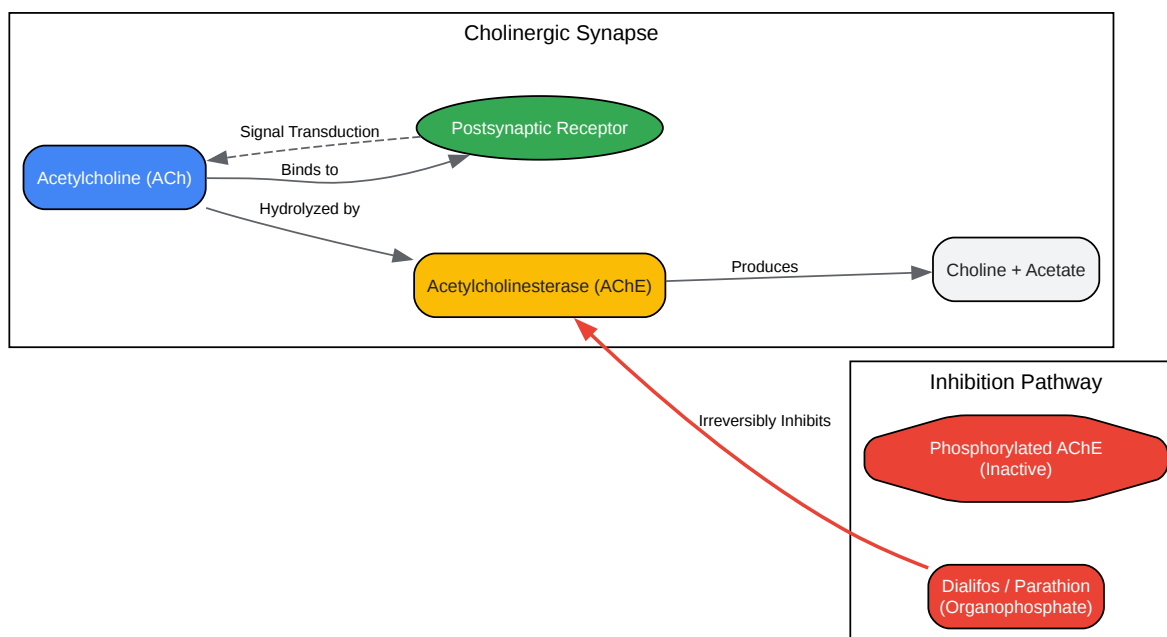 Cholinergic Synapse
Signal Transduction
Postsynaptic Receptor
Binds to
Acetylcholine (ACh)
Hydrolyzed by
Acetylcholinesterase (AChE)
Produces
Choline + Acetate
Inhibition Pathway
Irreversibly Inhibits
Phosphorylated AChE
(Inactive)
Dialifos / Parathion
(Organophosphate)